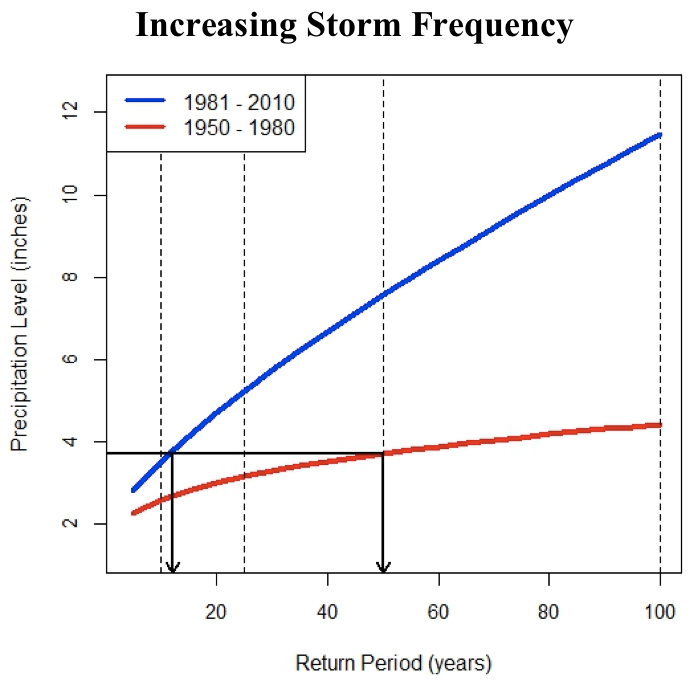 Increasing Storm Frequency
1981 - 2010
1950 - 1980
12
10
8
6
4
2
Precipitation Level (inches)
20 40 60 80 100
Return Period (years)